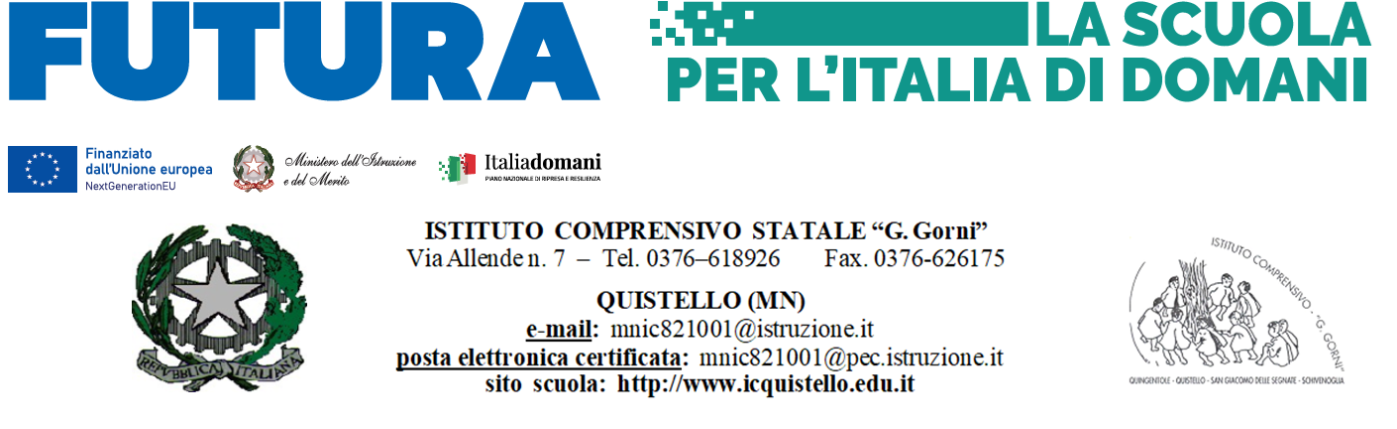 FUTURA
LA SCUOLA
PER L'ITALIA DI DOMANI
Finanziato
dall'Unione europea
NextGenerationEU
Ministero dell'Istruzione
e del Merito
Italiadomani
PIANO NAZIONALE DI RIPRESA E RESILIENZA
ISTITUTO COMPRENSIVO STATALE “G. Gorni”
Via Allende n. 7 – Tel. 0376–618926 Fax. 0376-626175
QUISTELLO (MN)
e-mail: mnic821001@istruzione.it
posta elettronica certificata: mnic821001@pec.istruzione.it
sito scuola: http://www.icquistello.edu.it
REPVBBLICA ITALIANA
ISTITUTO COMPRENSIVO - "G. GORNI"
QUINGENTOLE - QUISTELLO - SAN GIACOMO DELLE SEGNATE - SCHIVENOGLIA